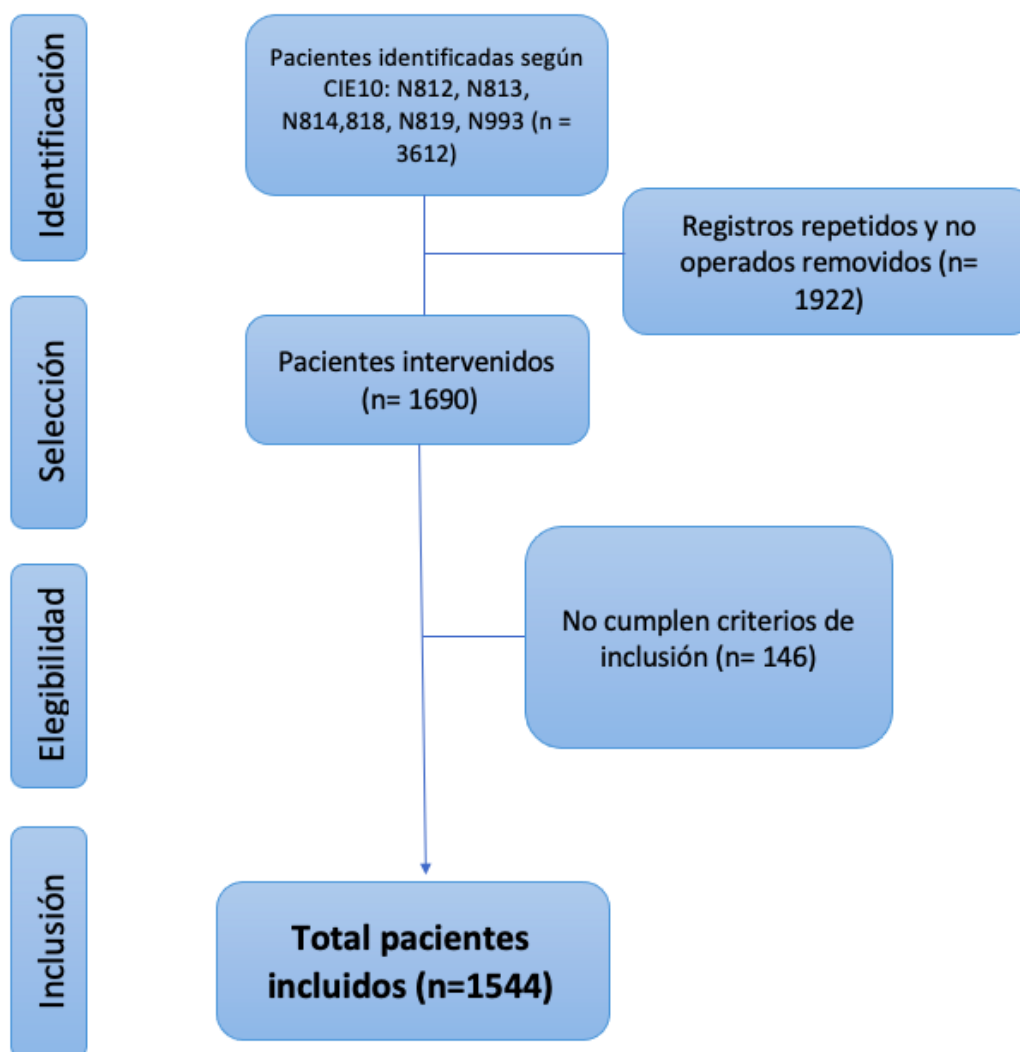 Identificación
Pacientes identificadas según
CIE10: N812, N813,
N814,818, N819, N993 (n =
3612)
Registros repetidos y no
operados removidos (n=
1922)
Selección
Pacientes intervenidos
(n= 1690)
Elegibilidad
No cumplen criterios de
inclusión (n= 146)
Inclusión
Total pacientes
incluidos (n=1544)